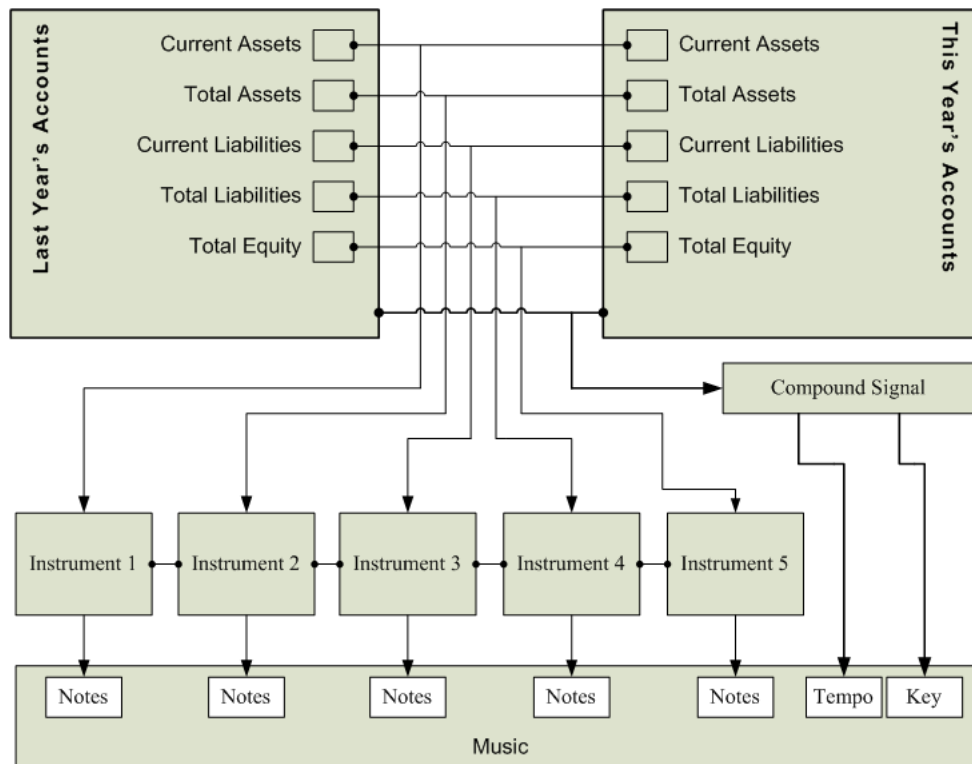 Last Year's Accounts
Current Assets
Total Assets
Current Liabilities
Total Liabilities
Total Equity
Current Assets
Total Assets
Current Liabilities
Total Liabilities
Total Equity
This Year's Accounts
Compound Signal
Instrument 1
Instrument 2
Instrument 3
Instrument 4
Instrument 5
Notes
Notes
Notes
Notes
Notes
Tempo
Key
Music